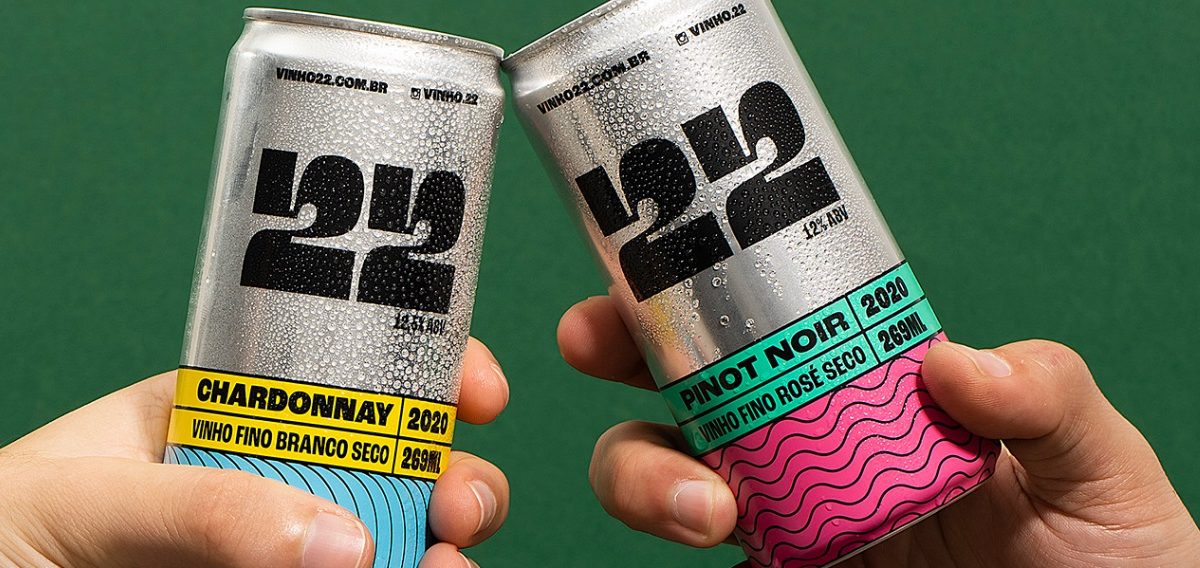 VINHO22.COM.BR
VINHO.22
22
12,5% ABV
CHARDONNAY
2020
VINHO FINO BRANCO SECO
269ML
VINHO22.COM.BR
VINHO.22
22
12% ABV
PINOT NOIR
2020
VINHO FINO ROSÉ SECO
269ML